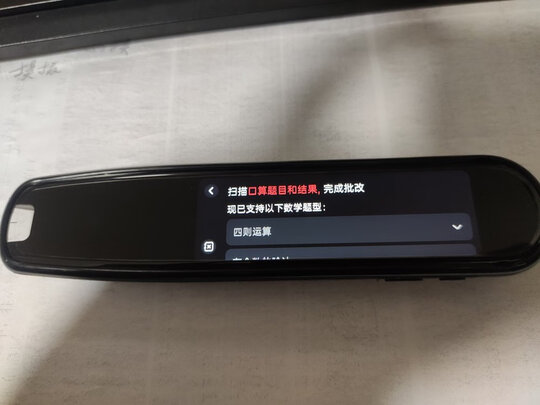 扫描口算题目和结果, 完成批改
现已支持以下数学题型:
四则运算